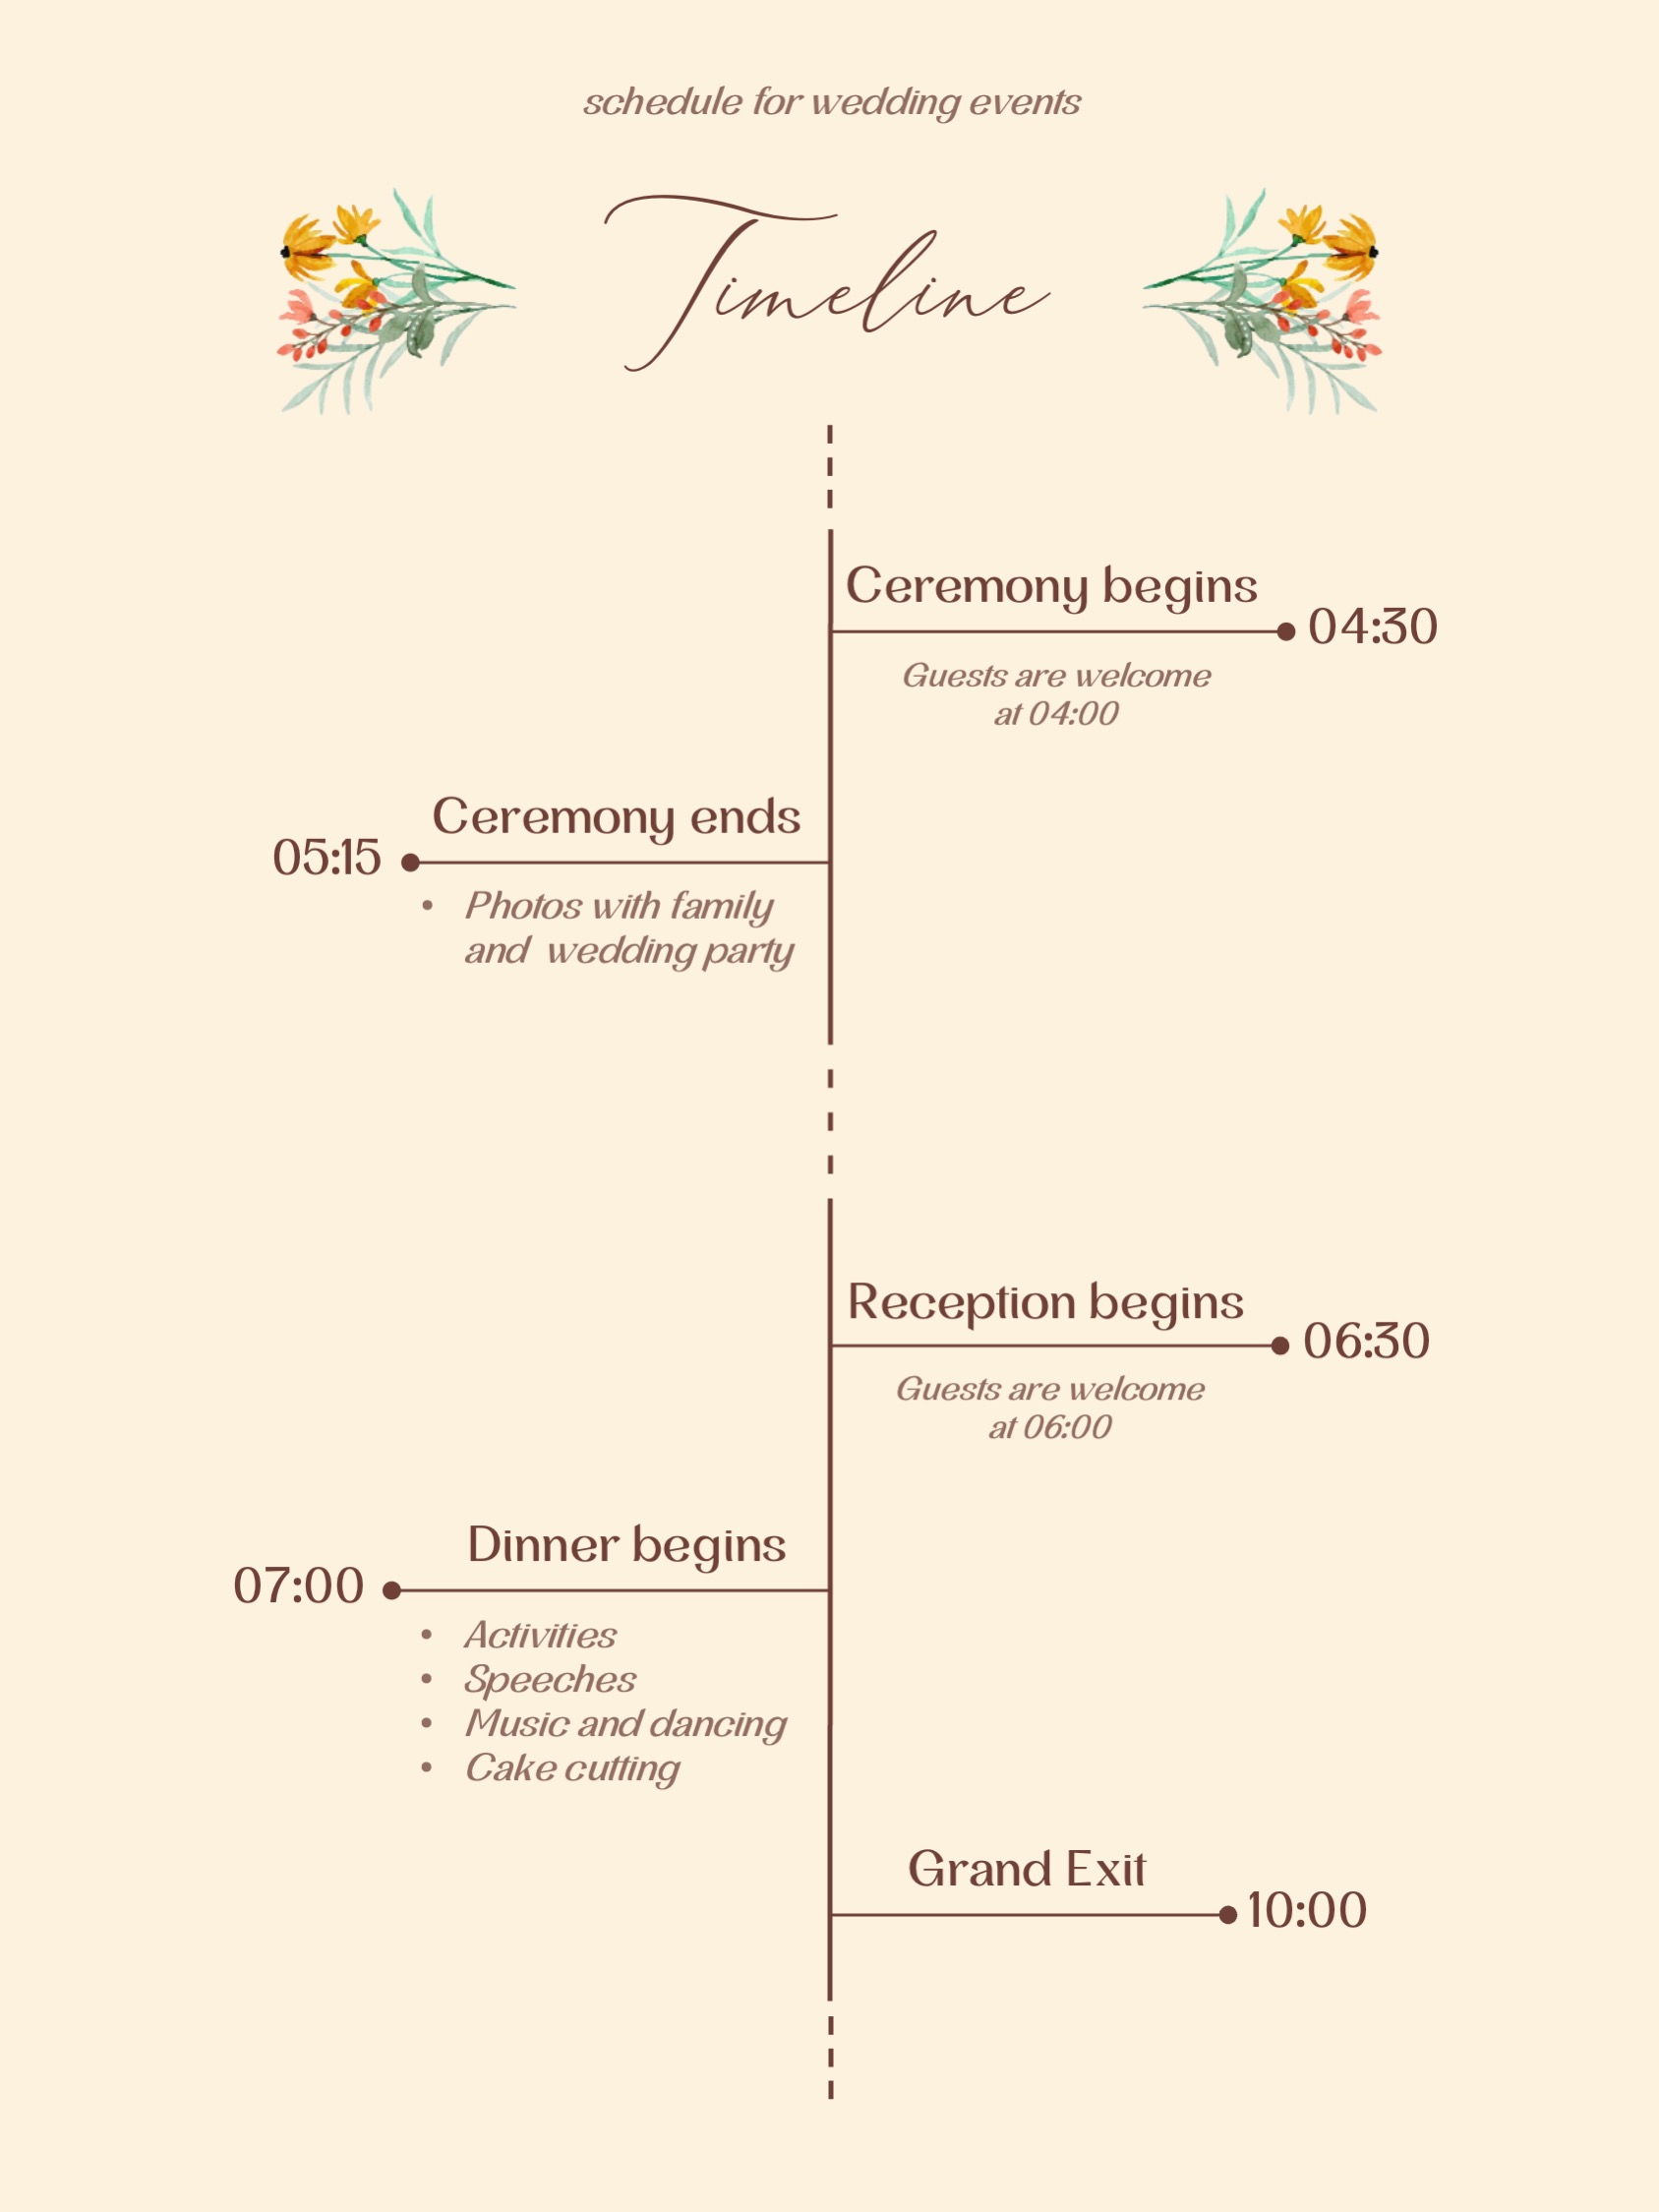 schedule for wedding events
Timeline
Ceremony begins
04:30
Guests are welcome
at 04:00
Ceremony ends
05:15
• Photos with family
and  wedding party
Reception begins
06:30
Guests are welcome
at 06:00
Dinner begins
07:00
• Activities
• Speeches
• Music and dancing
• Cake cutting
Grand Exit
10:00